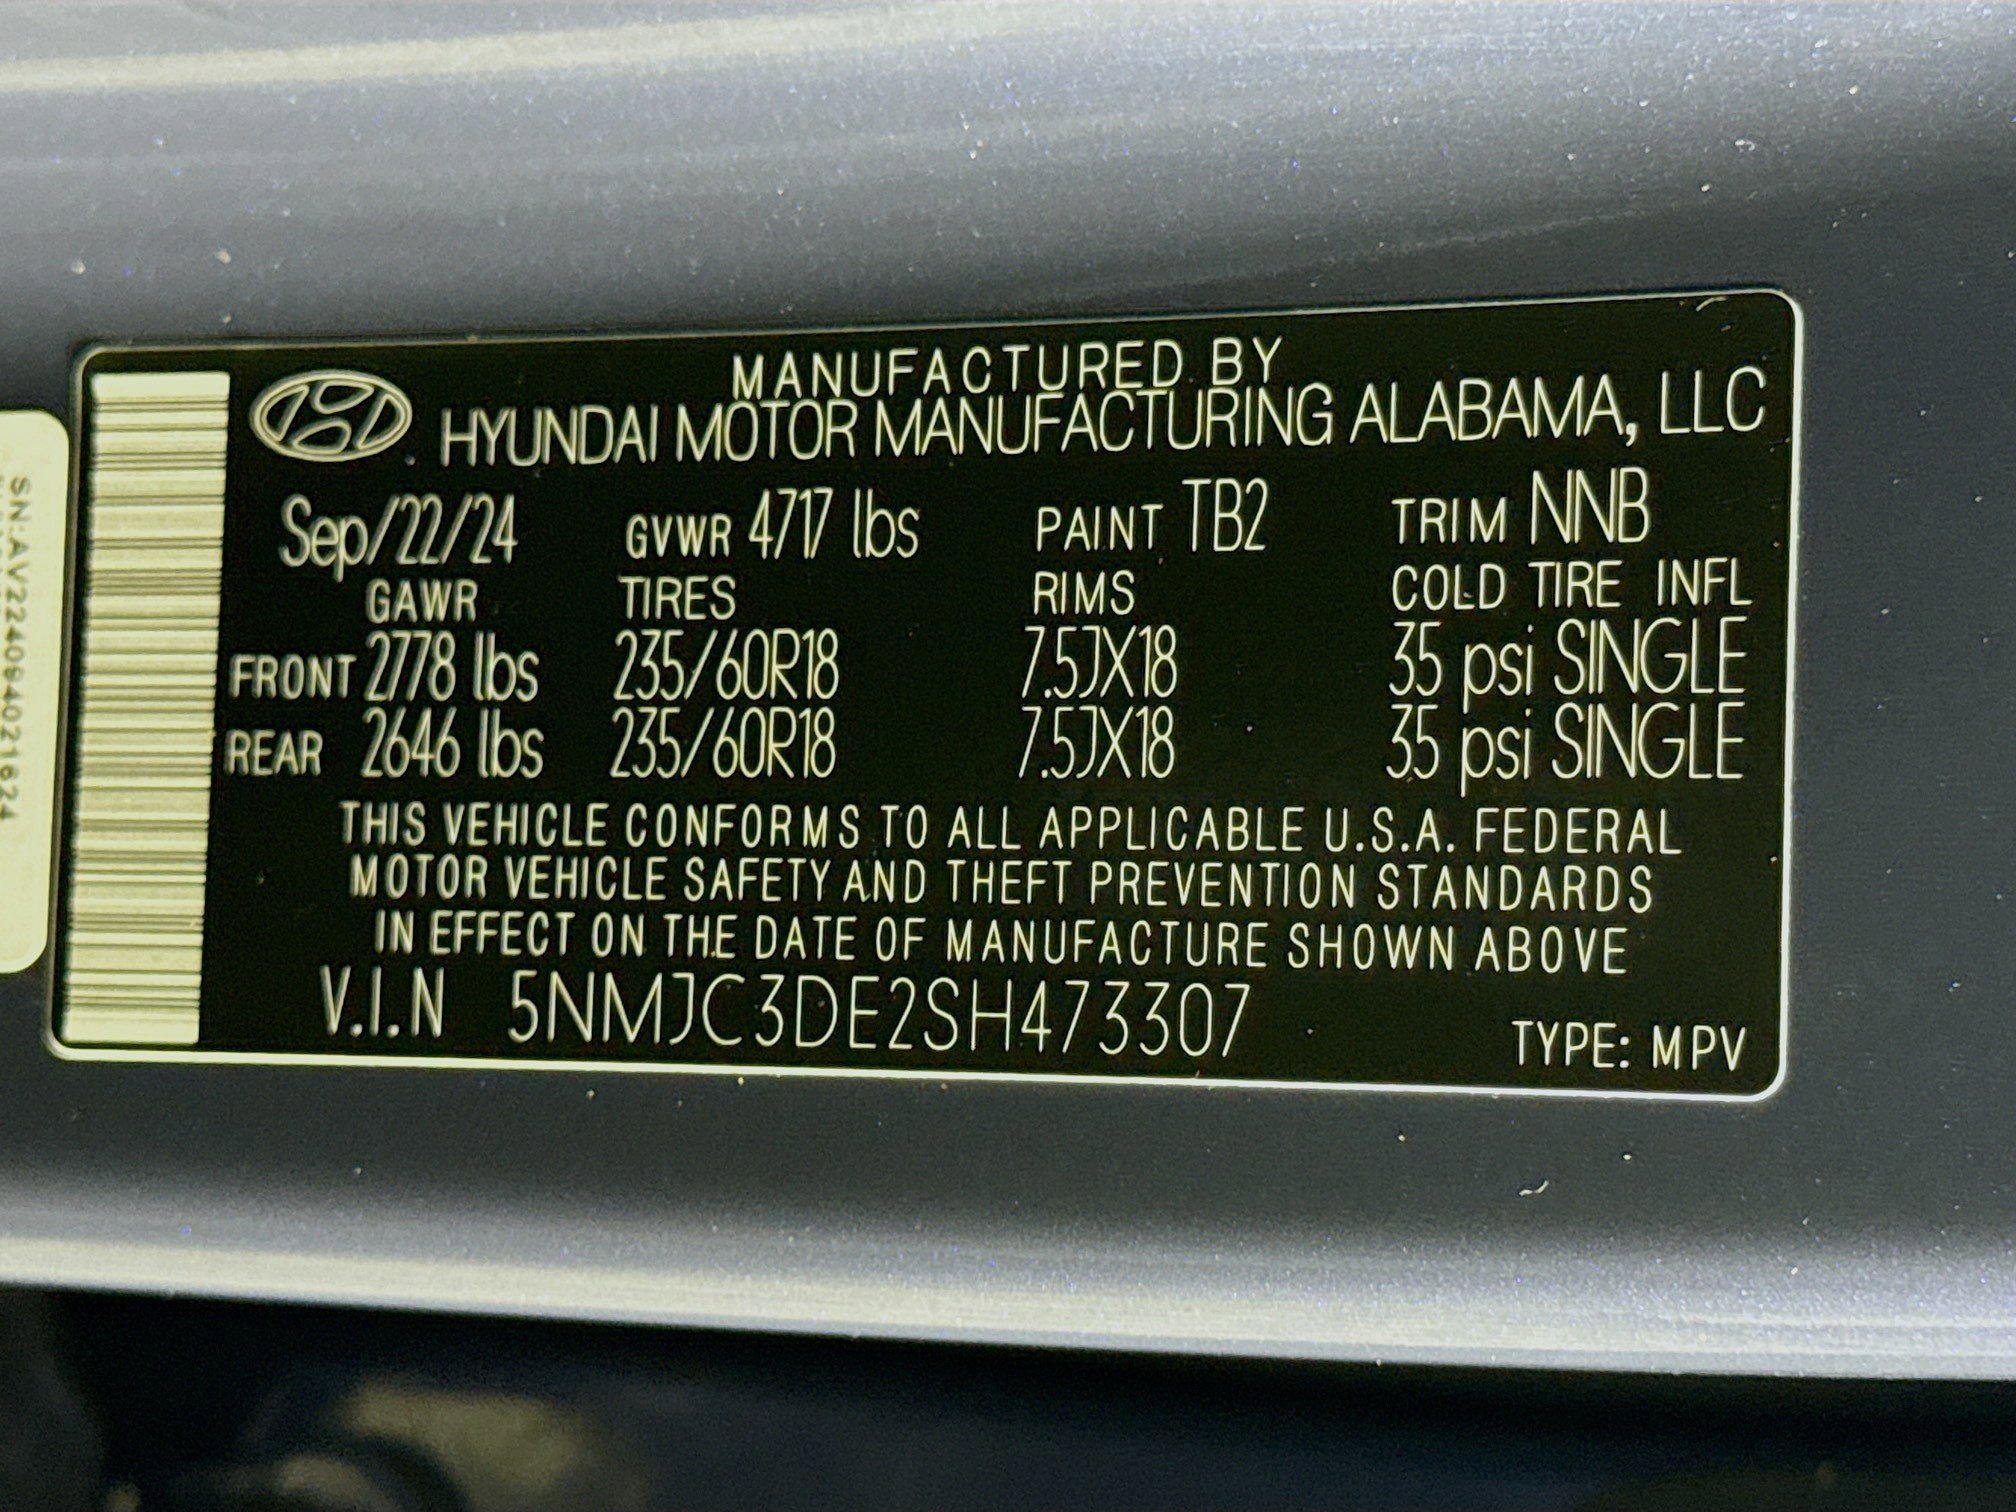 MANUFACTURED BY
HYUNDAI MOTOR MANUFACTURING ALABAMA, LLC
Sep/22/24 GVWR 4717 lbs PAINT TB2 TRIM NNB
GAWR TIRES RIMS COLD TIRE INFL
FRONT 2778 lbs 235/60R18 7.5JX18 35 psi SINGLE
REAR 2646 lbs 235/60R18 7.5JX18 35 psi SINGLE
THIS VEHICLE CONFORMS TO ALL APPLICABLE U.S.A. FEDERAL
MOTOR VEHICLE SAFETY AND THEFT PREVENTION STANDARDS
IN EFFECT ON THE DATE OF MANUFACTURE SHOWN ABOVE
V.I.N 5NMJC3DE2SH473307 TYPE: MPV
SN:AV224094021624